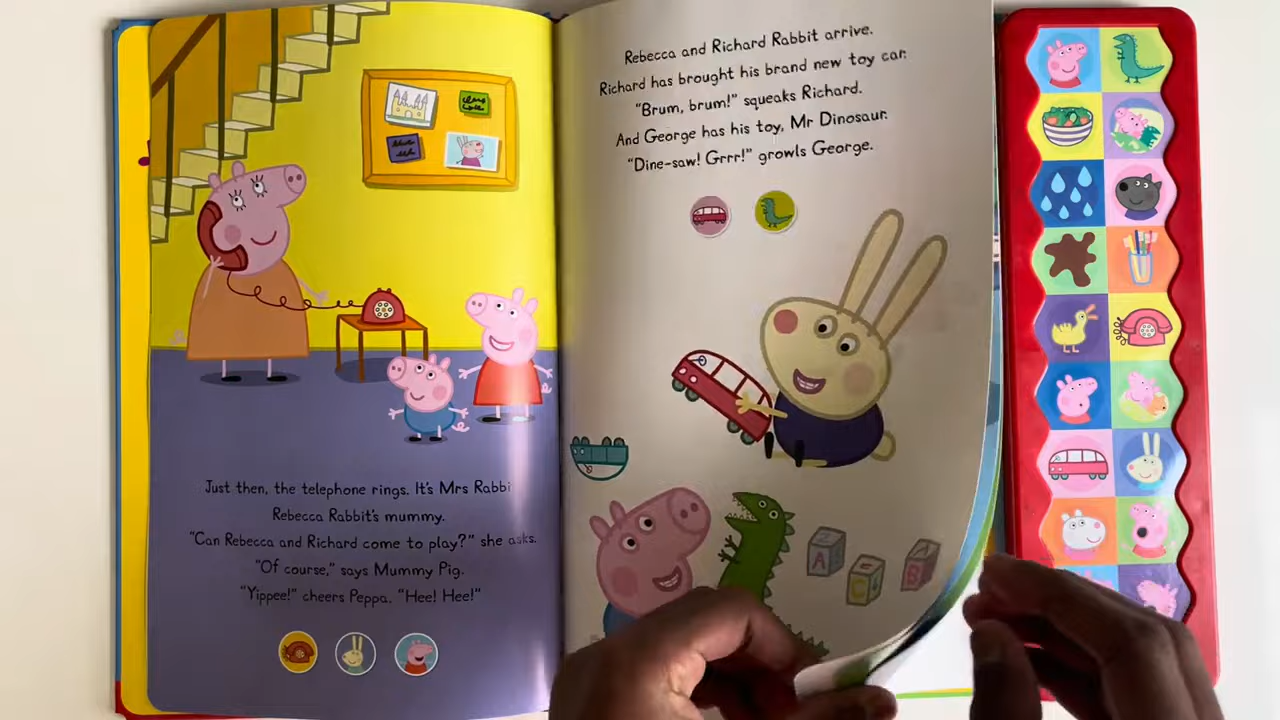 Just then, the telephone rings. It's Mrs Rabbi
Rebecca Rabbit's mummy.
"Can Rebecca and Richard come to play?" she asks.
"Of course," says Mummy Pig.
"Yippee!" cheers Peppa. "Hee! Hee!"
Rebecca and Richard Rabbit arrive.
Richard has brought his brand new toy car.
"Brum, brum!" squeaks Richard.
And George has his toy, Mr Dinosaur.
"Dine-saw! Grrr!" growls George.
A
C
B